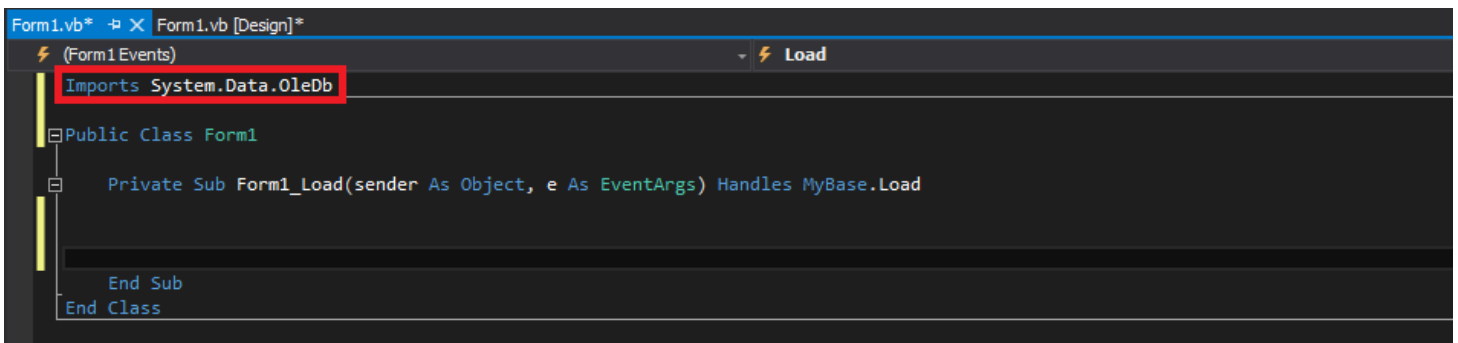 Form1.vb* Form1.vb [Design]*
(Form1 Events) Load
Imports System.Data.OleDb
Public Class Form1
Private Sub Form1_Load(sender As Object, e As EventArgs) Handles MyBase.Load
End Sub
End Class